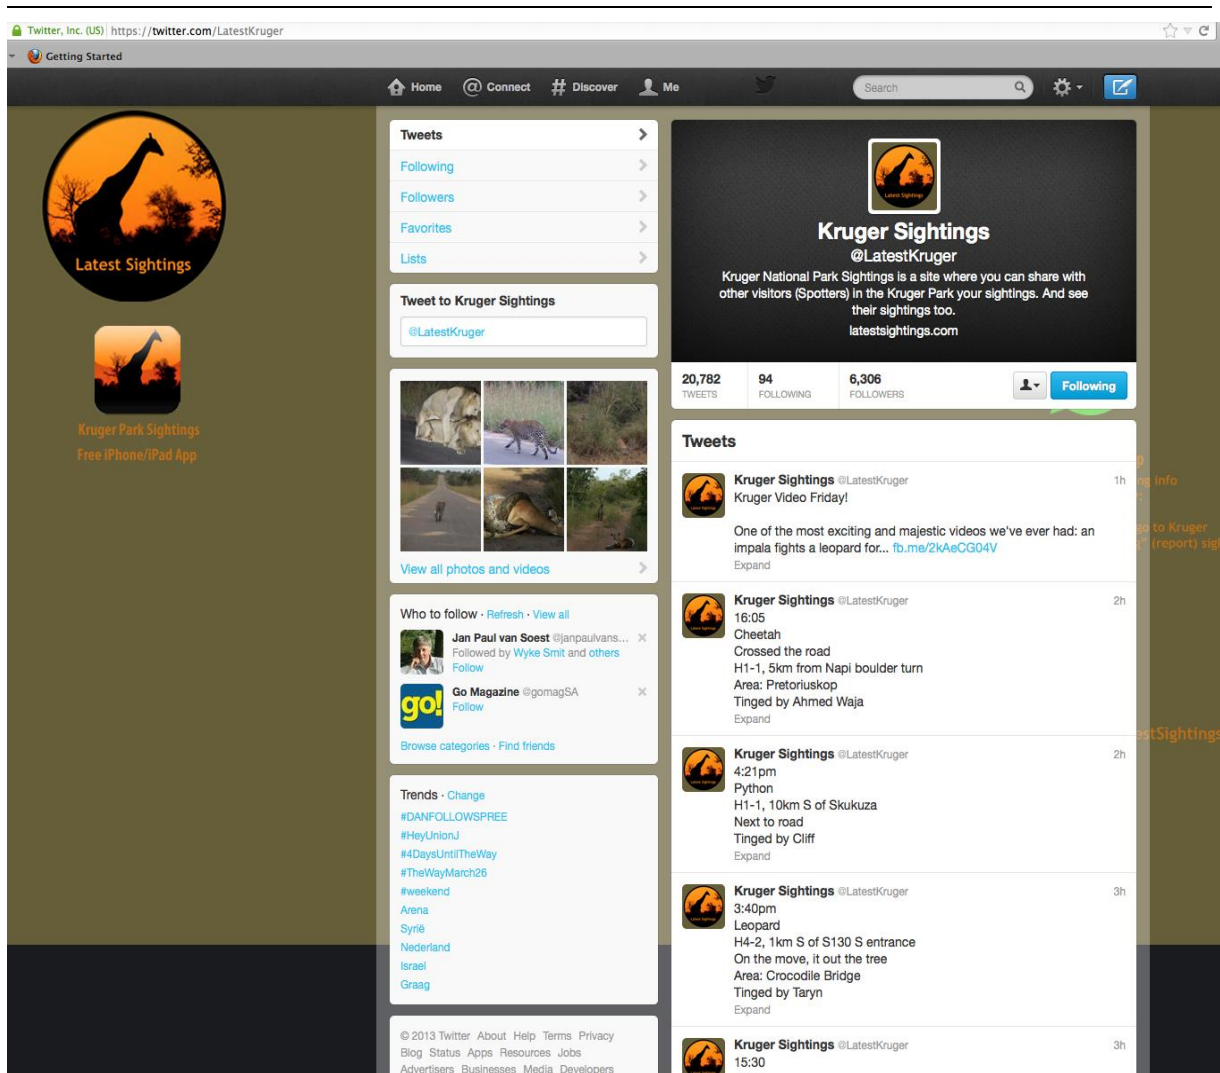 Twitter, Inc. (US) https://twitter.com/LatestKruger
Getting Started
Home @ Connect # Discover Me Search
Latest Sightings
Kruger Park Sightings
Free iPhone/iPad App
Tweets
Following
Followers
Favorites
Lists
Tweet to Kruger Sightings
@LatestKruger
View all photos and videos
Who to follow · Refresh · View all
Jan Paul van Soest @janpaulvans...
Followed by Wyke Smit and others
Follow
go!
Go Magazine @gomagSA
Follow
Browse categories · Find friends
Trends · Change
#DANFOLLOWSPREE
#HeyUnionJ
#4DaysUntilTheWay
#TheWayMarch26
#weekend
Arena
Syrië
Nederland
Israel
Graag
© 2013 Twitter About Help Terms Privacy
Blog Status Apps Resources Jobs
Advertisers Businesses Media Developers
Latest Sightings
Kruger Sightings
@LatestKruger
Kruger National Park Sightings is a site where you can share with
other visitors (Spotters) in the Kruger Park your sightings. And see
their sightings too.
latestsightings.com
20,782 94 6,306
TWEETS FOLLOWING FOLLOWERS
Following
Tweets
Kruger Sightings @LatestKruger 1h
Kruger Video Friday!
One of the most exciting and majestic videos we've ever had: an
impala fights a leopard for... fb.me/2kAeCG04V
Expand
Kruger Sightings @LatestKruger 2h
16:05
Cheetah
Crossed the road
H1-1, 5km from Napi boulder turn
Area: Pretoriuskop
Tinged by Ahmed Waja
Expand
Kruger Sightings @LatestKruger 2h
4:21pm
Python
H1-1, 10km S of Skukuza
Next to road
Tinged by Cliff
Expand
Kruger Sightings @LatestKruger 3h
3:40pm
Leopard
H4-2, 1km S of S130 S entrance
On the move, it out the tree
Area: Crocodile Bridge
Tinged by Taryn
Expand
Kruger Sightings @LatestKruger 3h
15:30
p
ng info
go to Kruger
g" (report) sigh
estSightings